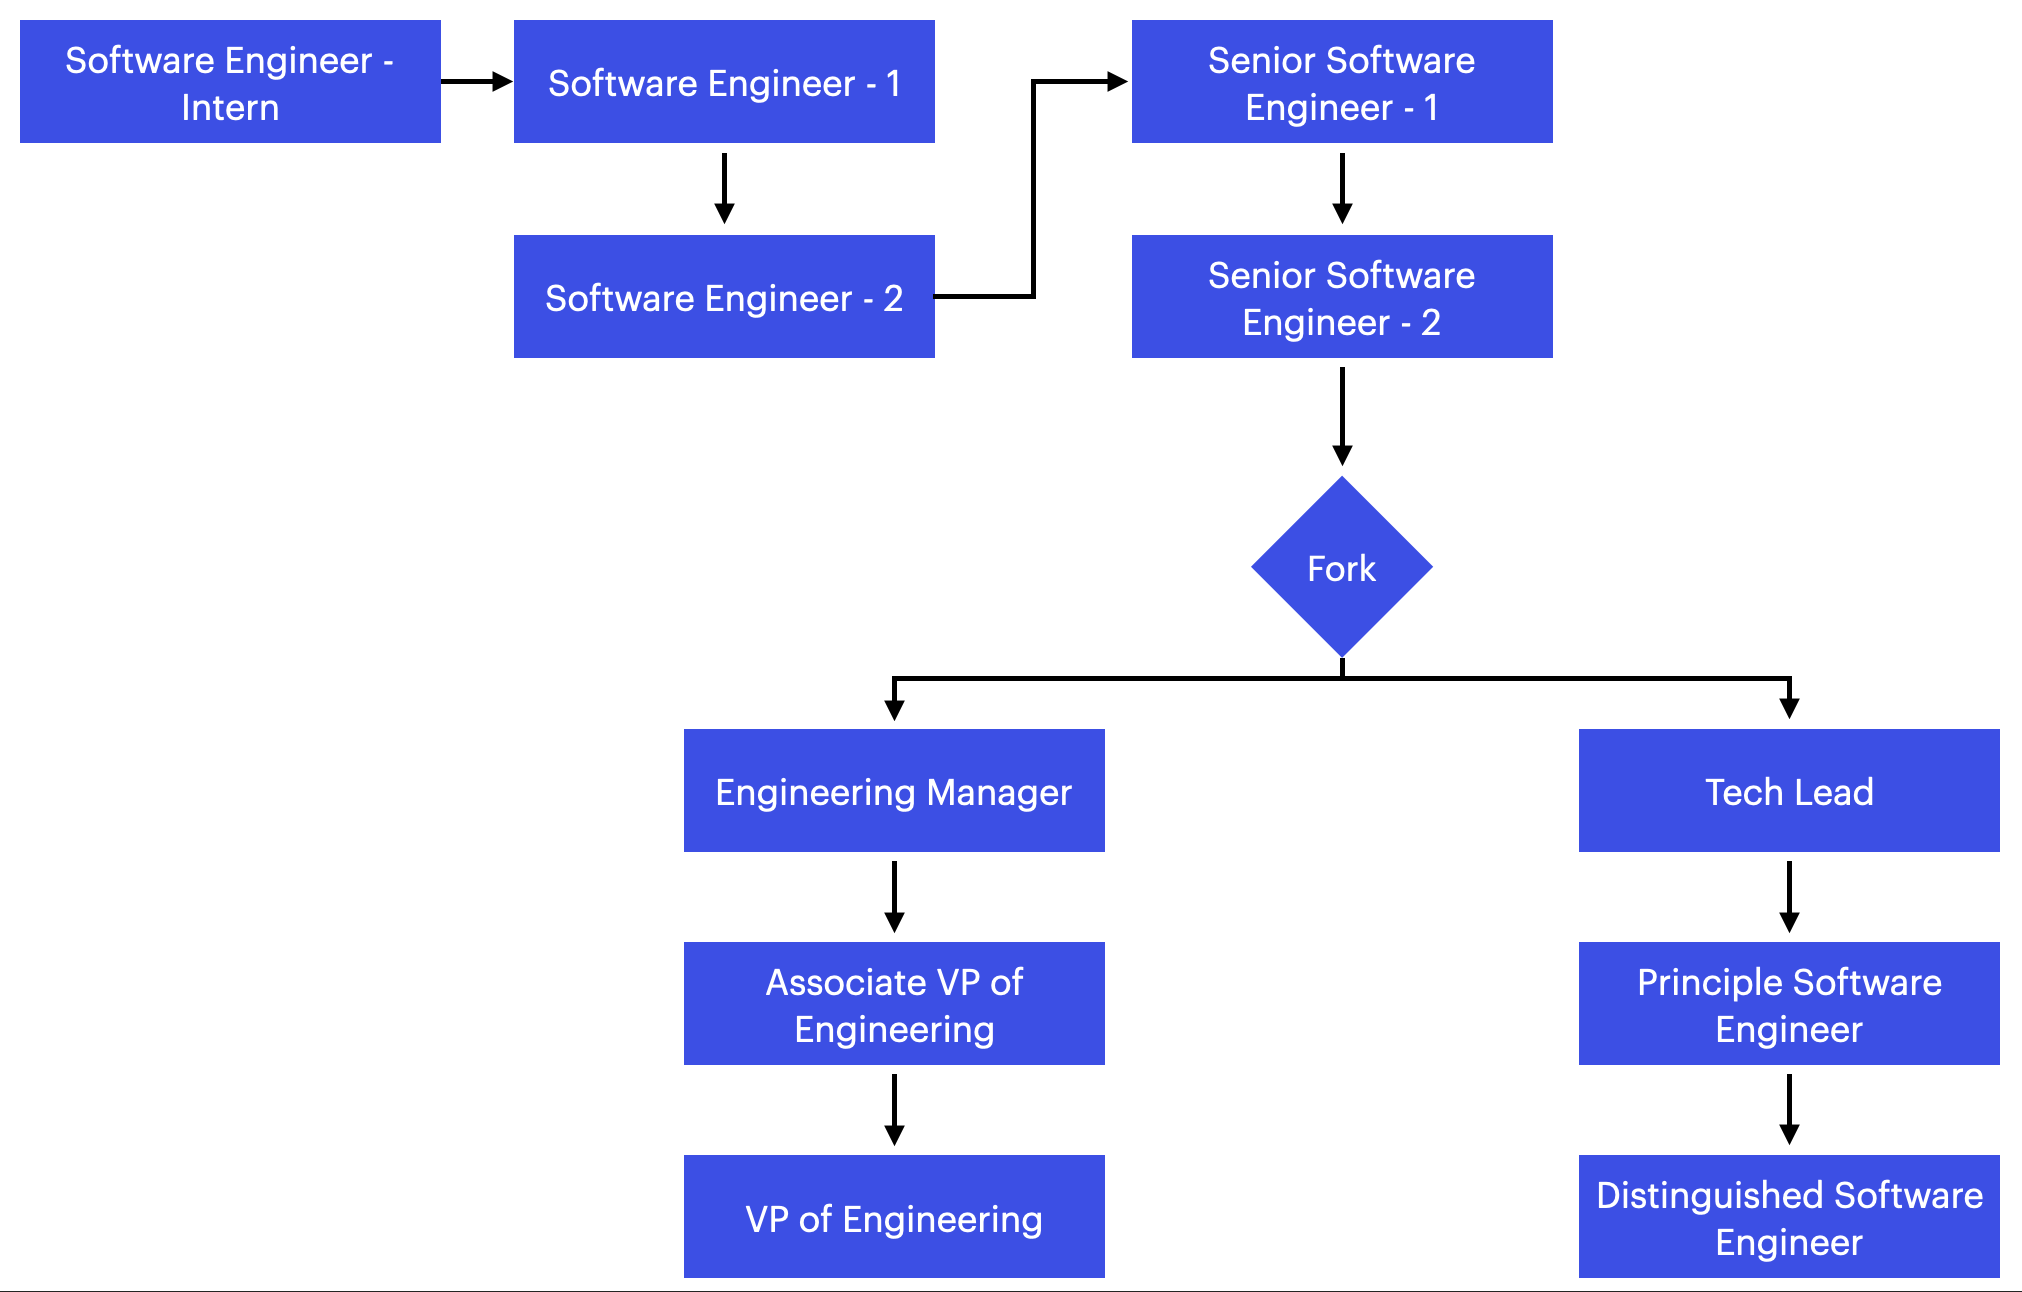 Software Engineer -
Intern
Software Engineer - 1
Senior Software
Engineer - 1
Software Engineer - 2
Senior Software
Engineer - 2
Fork
Engineering Manager
Tech Lead
Associate VP of
Engineering
Principle Software
Engineer
VP of Engineering
Distinguished Software
Engineer